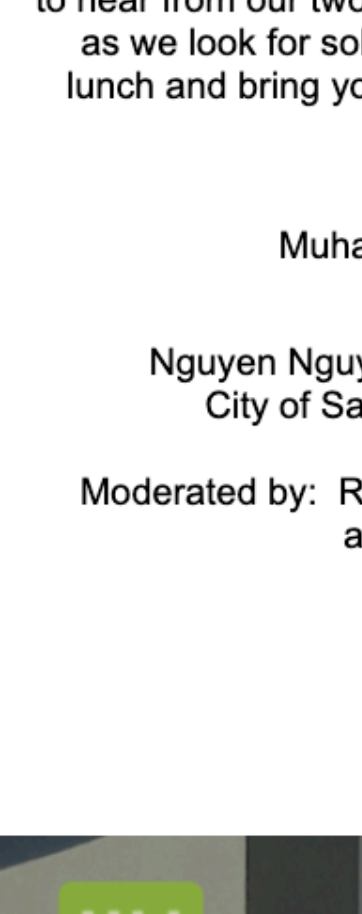 to hear from our two
as we look for sol
lunch and bring yo
Muha
Nguyen Nguy
City of Sa
Moderated by: R
a